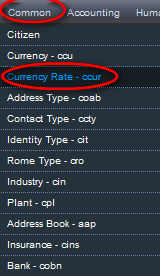 Common Accounting Hum
Citizen
Currency - ccu
Currency Rate - ccur
Address Type - coab
Contact Type - ccty
Identity Type - cit
Rome Type - cro
Industry - cin
Plant - cpl
Address Book - aap
Insurance - cins
Bank - cobn